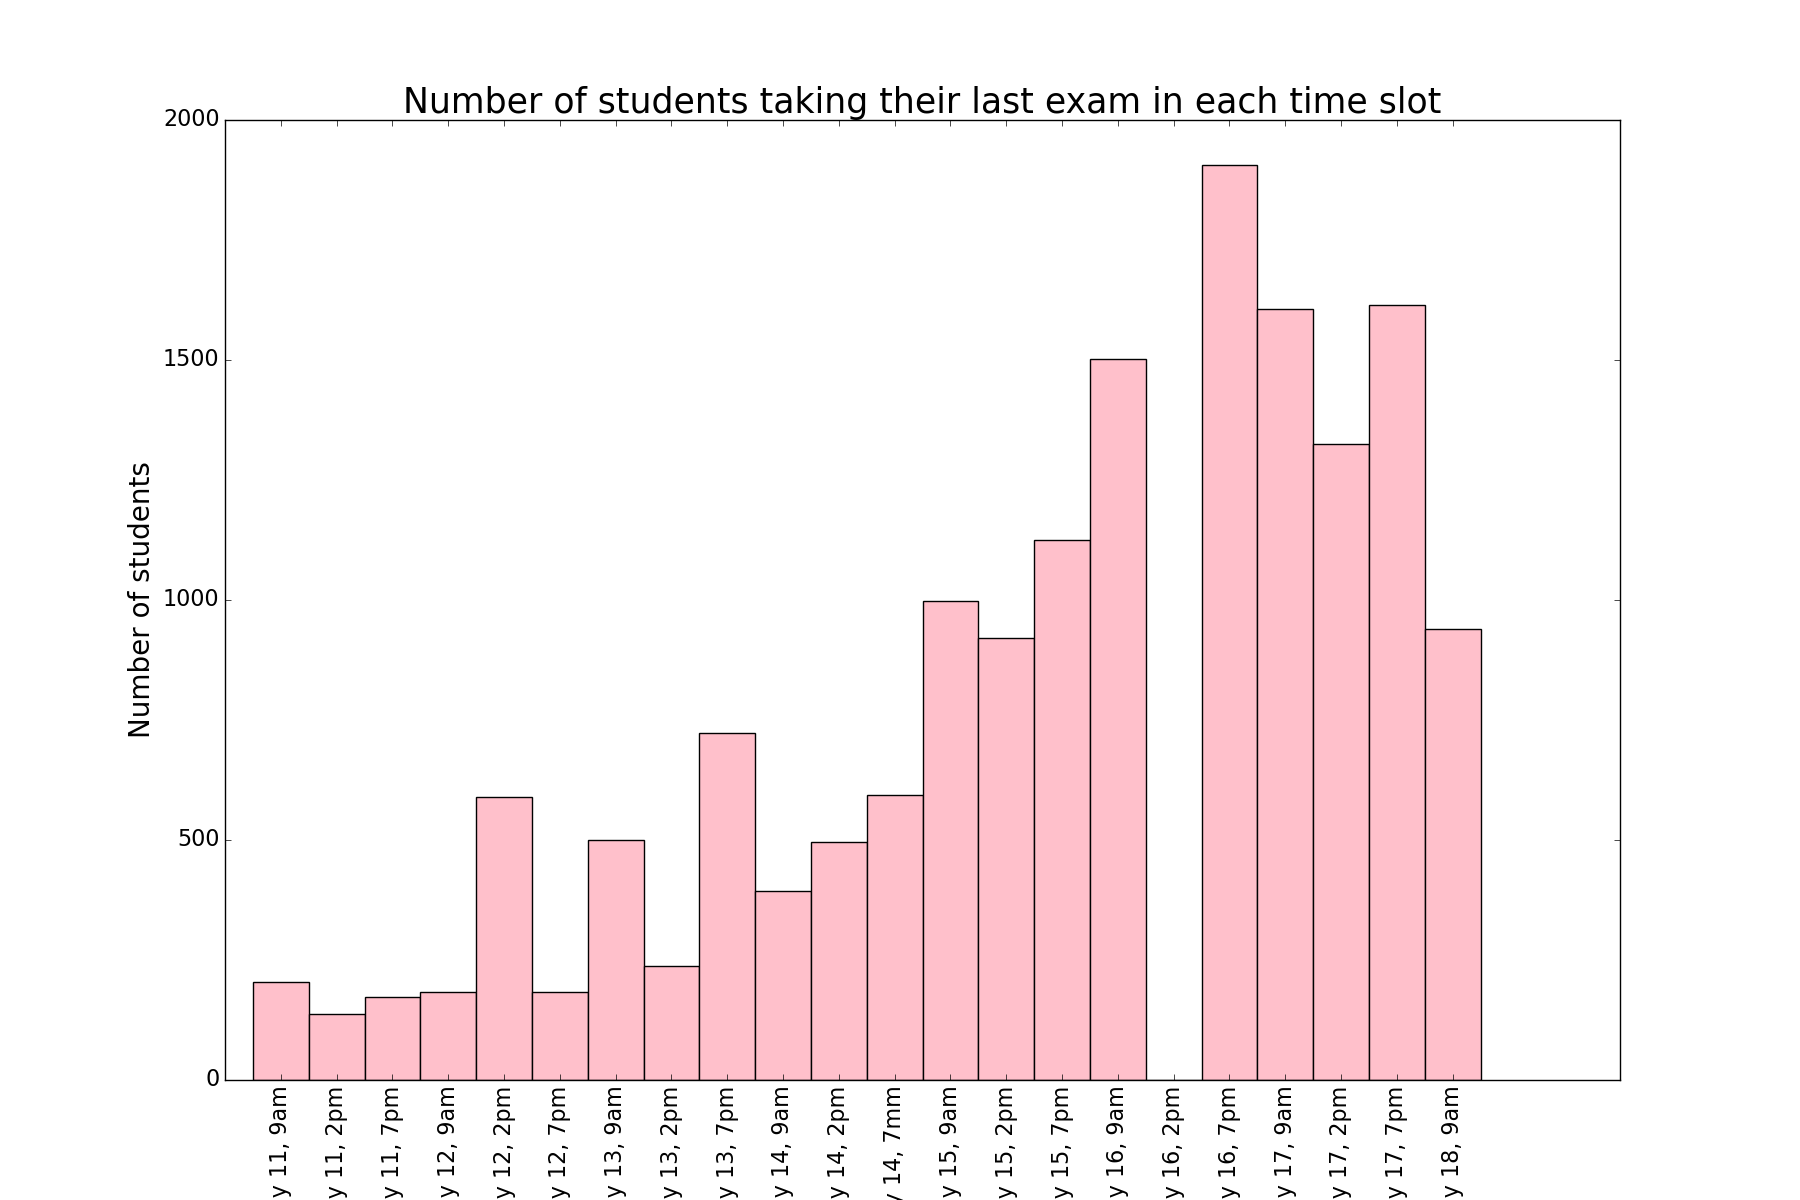 Number of students taking their last exam in each time slot
2000
1500
1000
500
0
Number of students
y 11, 9am
y 11, 2pm
y 11, 7pm
y 12, 9am
y 12, 2pm
y 12, 7pm
y 13, 9am
y 13, 2pm
y 13, 7pm
y 14, 9am
y 14, 2pm
y 14, 7mm
y 15, 9am
y 15, 2pm
y 15, 7pm
y 16, 9am
y 16, 2pm
y 16, 7pm
y 17, 9am
y 17, 2pm
y 17, 7pm
y 18, 9am